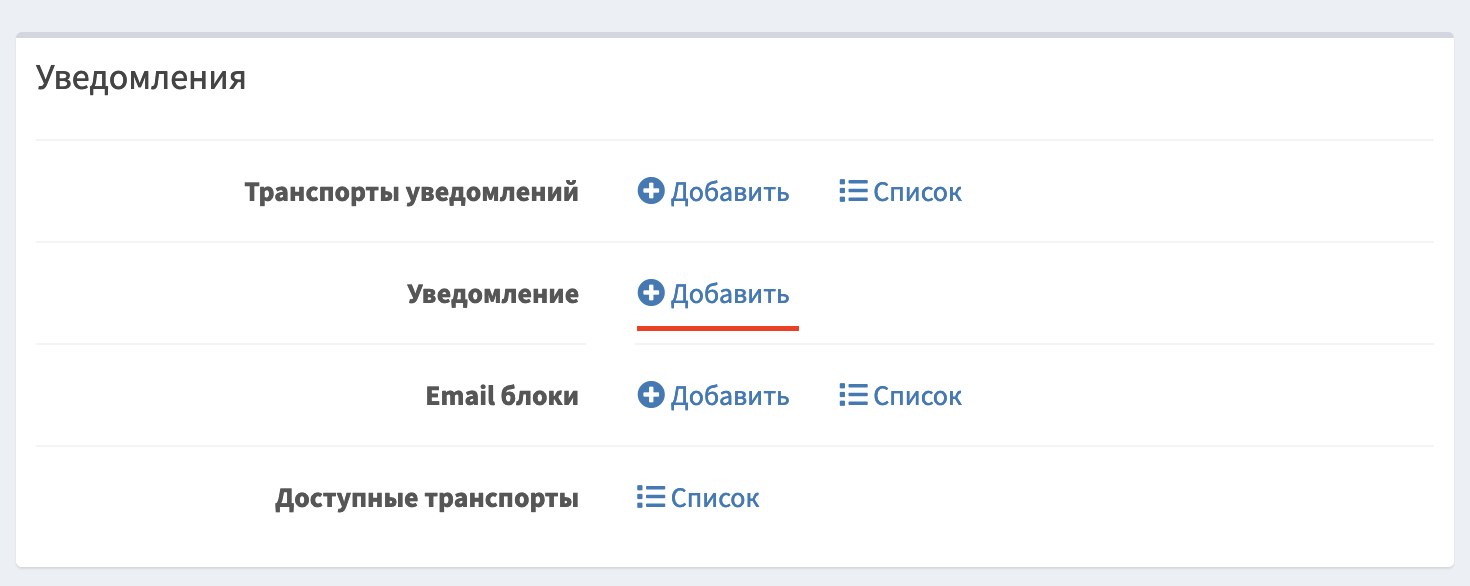 Уведомления
Транспорты уведомлений Добавить Список
Уведомление Добавить
Email блоки Добавить Список
Доступные транспорты Список